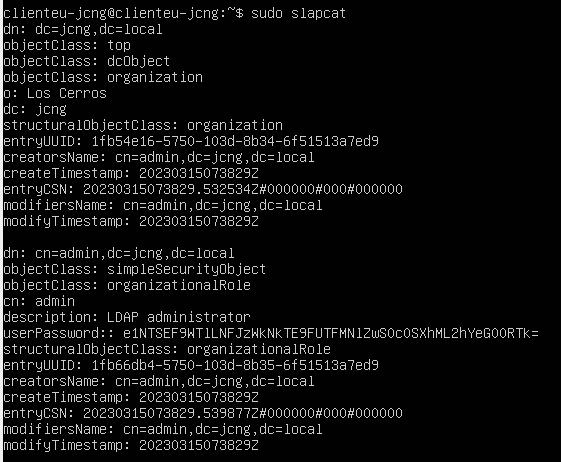 clienteu-jcng@clienteu-jcng:~$ sudo slapcat
dn: dc=jcng,dc=local
objectClass: top
objectClass: dcObject
objectClass: organization
o: Los Cerros
dc: jcng
structuralObjectClass: organization
entryUUID: 1fb54e16-5750-103d-8b34-6f51513a7ed9
creatorsName: cn=admin,dc=jcng,dc=local
createTimestamp: 20230315073829Z
entryCSN: 20230315073829.532534Z#000000#000#000000
modifiersName: cn=admin,dc=jcng,dc=local
modifyTimestamp: 20230315073829Z

dn: cn=admin,dc=jcng,dc=local
objectClass: simpleSecurityObject
objectClass: organizationalRole
cn: admin
description: LDAP administrator
userPassword:: e1NTSEF9WTlLNFJzWkNkTE9FUTFMNlZwS0c0SXhML2hYeG00RTk=
structuralObjectClass: organizationalRole
entryUUID: 1fb66db4-5750-103d-8b35-6f51513a7ed9
creatorsName: cn=admin,dc=jcng,dc=local
createTimestamp: 20230315073829Z
entryCSN: 20230315073829.539877Z#000000#000#000000
modifiersName: cn=admin,dc=jcng,dc=local
modifyTimestamp: 20230315073829Z